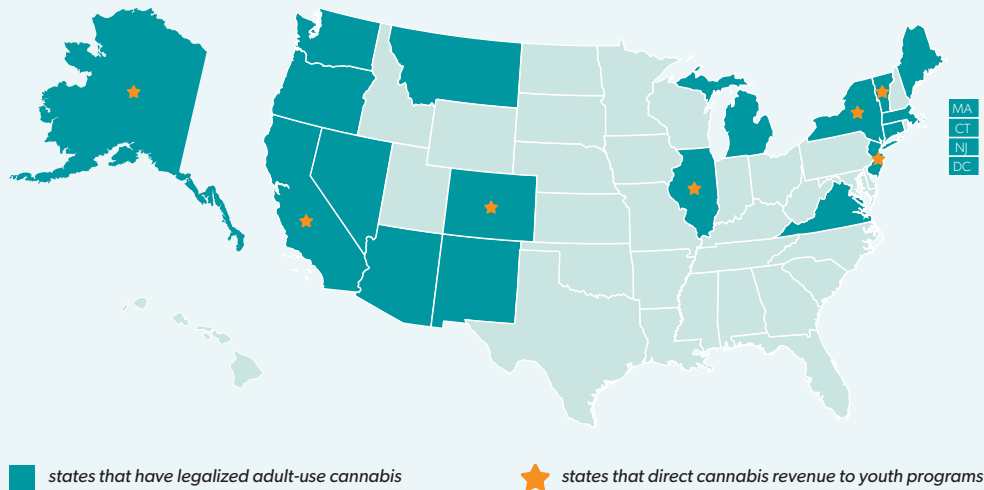 MA
CT
NJ
DC
states that have legalized adult-use cannabis
states that direct cannabis revenue to youth programs